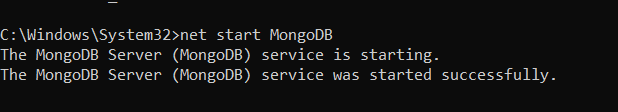 C:\Windows\System32>net start MongoDB
The MongoDB Server (MongoDB) service is starting.
The MongoDB Server (MongoDB) service was started successfully.